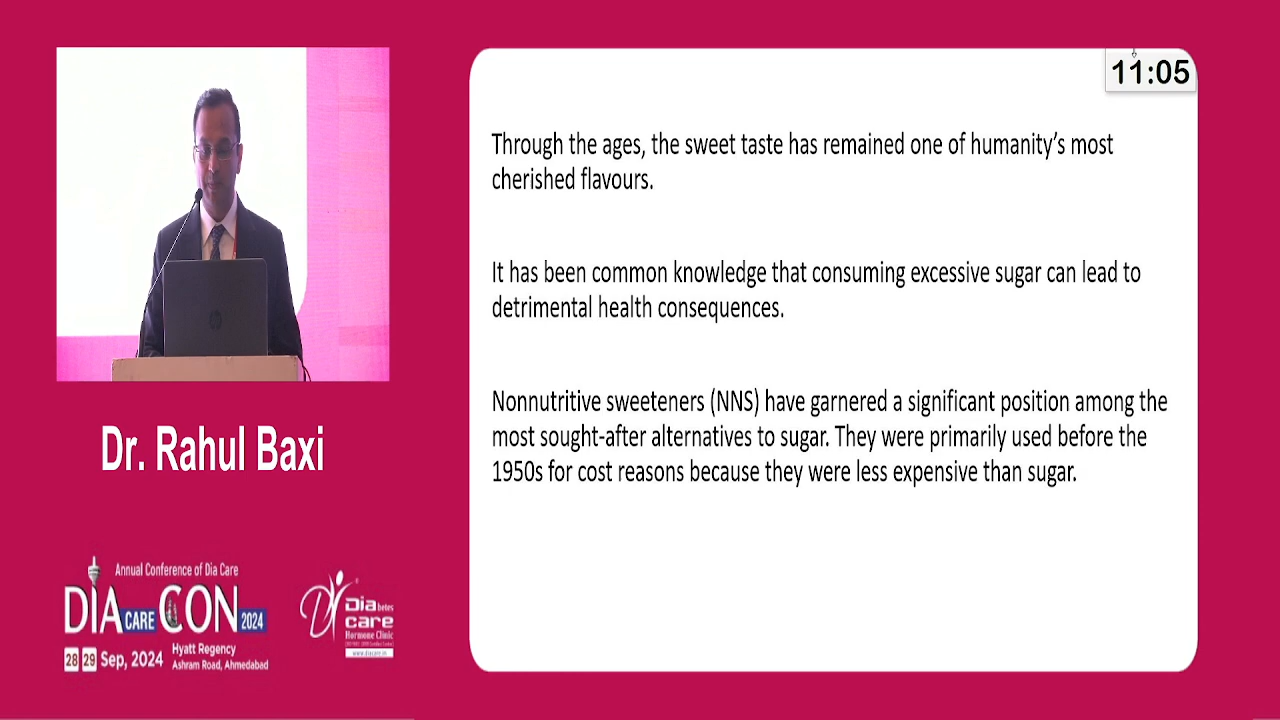 11:05
Through the ages, the sweet taste has remained one of humanity's most
cherished flavours.
It has been common knowledge that consuming excessive sugar can lead to
detrimental health consequences.
Nonnutritive sweeteners (NNS) have garnered a significant position among the
most sought-after alternatives to sugar. They were primarily used before the
1950s for cost reasons because they were less expensive than sugar.
Dr. Rahul Baxi
Annual Conference of Dia Care
DIA CARE CON 2024
28 29 Sep, 2024
Hyatt Regency
Ashram Road, Ahmedabad
Diabetes
care
Hormone Clinic
www.diacare.in